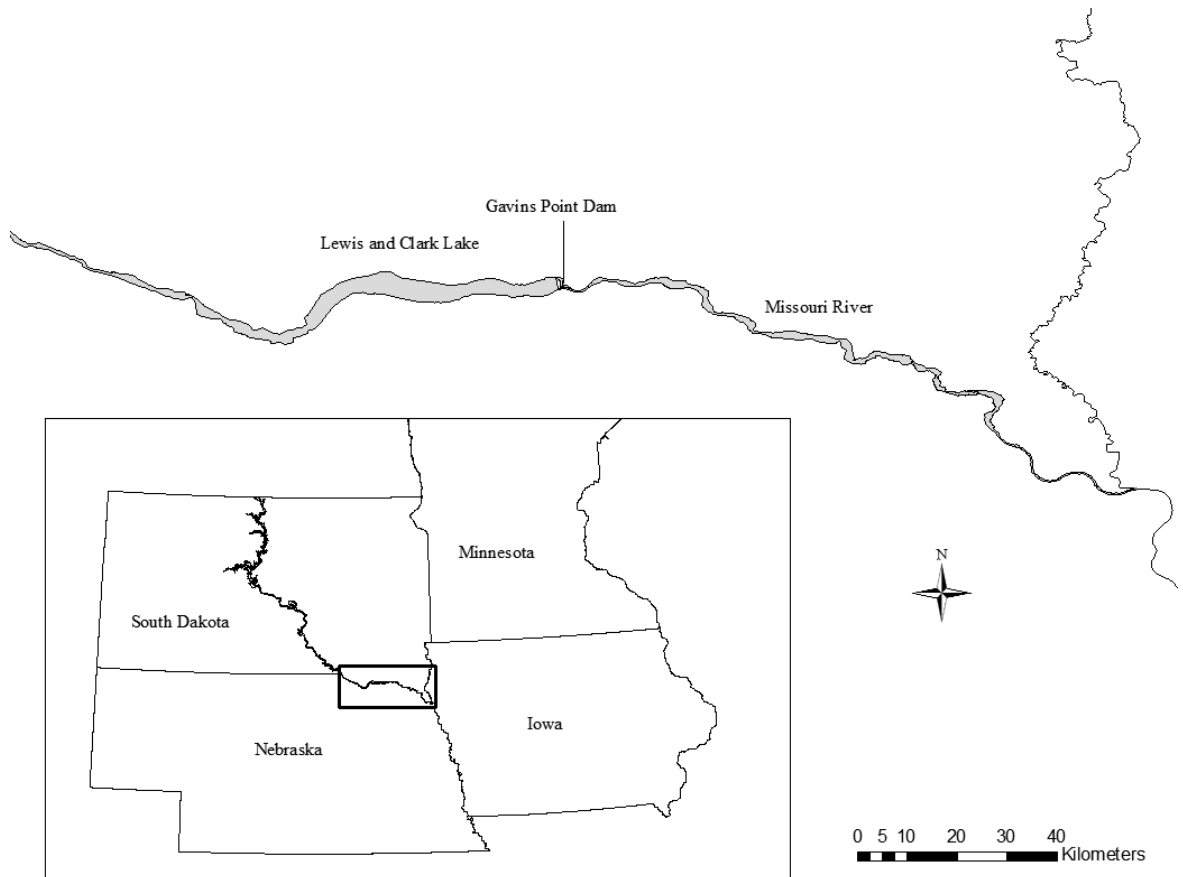 Gavins Point Dam
Lewis and Clark Lake
Missouri River
Minnesota
N
South Dakota
Iowa
Nebraska
0 5 10 20 30 40
Kilometers